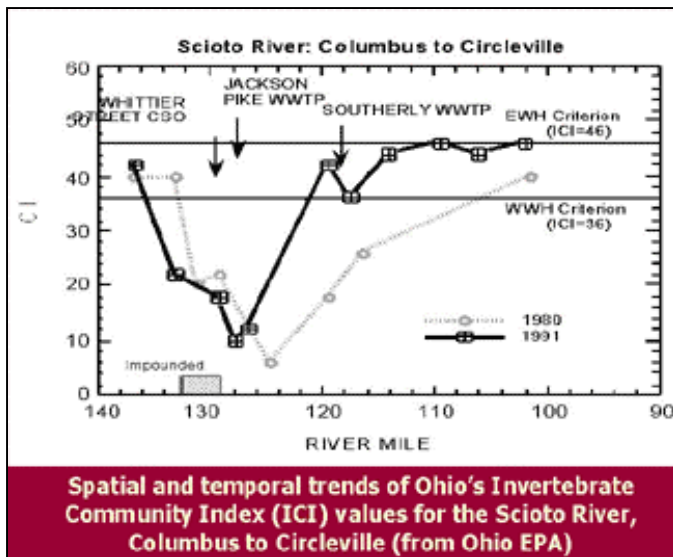 Scioto River: Columbus to Circleville
60
50
40
30
20
10
0
CI
WHITTIER
STREET CSO
JACKSON
PIKE WWTP
SOUTHERLY WWTP
EWH Criterion
(ICI=46)
WWH Criterion
(ICI=36)
1980
1991
Impounded
140
130
120
110
100
90
RIVER MILE
Spatial and temporal trends of Ohio's Invertebrate
Community Index (ICI) values for the Scioto River,
Columbus to Circleville (from Ohio EPA)